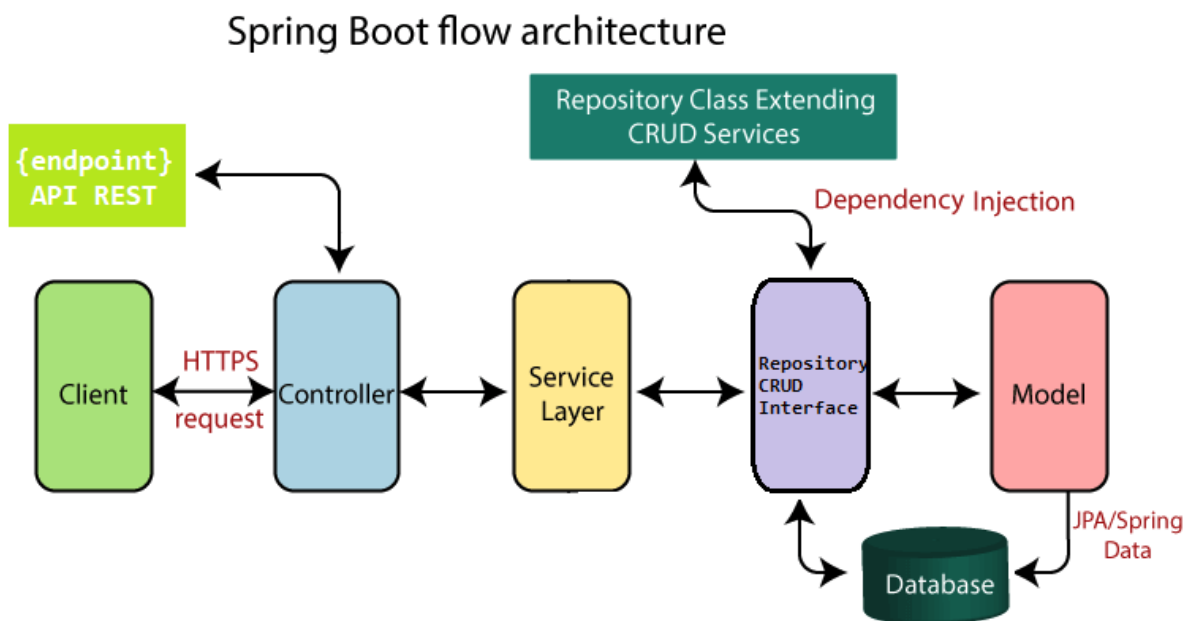 Spring Boot flow architecture
Repository Class Extending
CRUD Services
{endpoint}
API REST
Dependency Injection
Client
HTTPS
request
Controller
Service
Layer
Repository
CRUD
Interface
Model
JPA/Spring
Data
Database